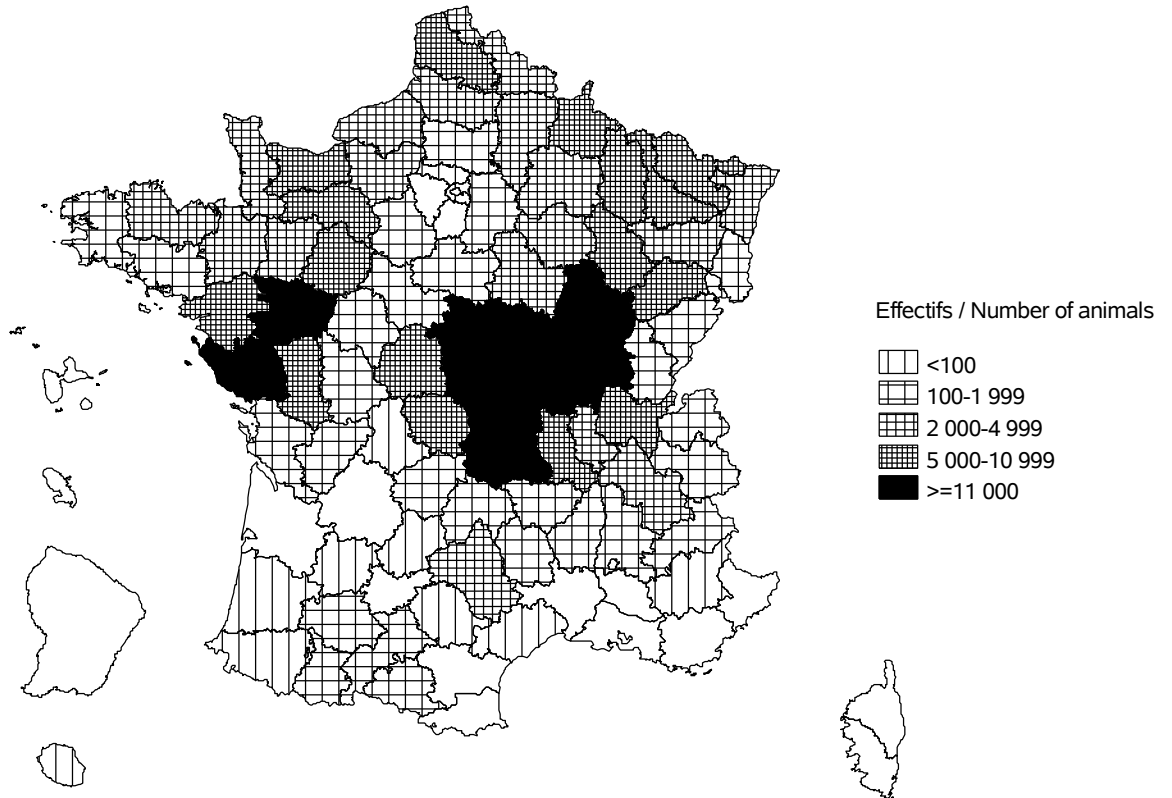 Effectifs / Number of animals
<100
100-1 999
2 000-4 999
5 000-10 999
>=11 000